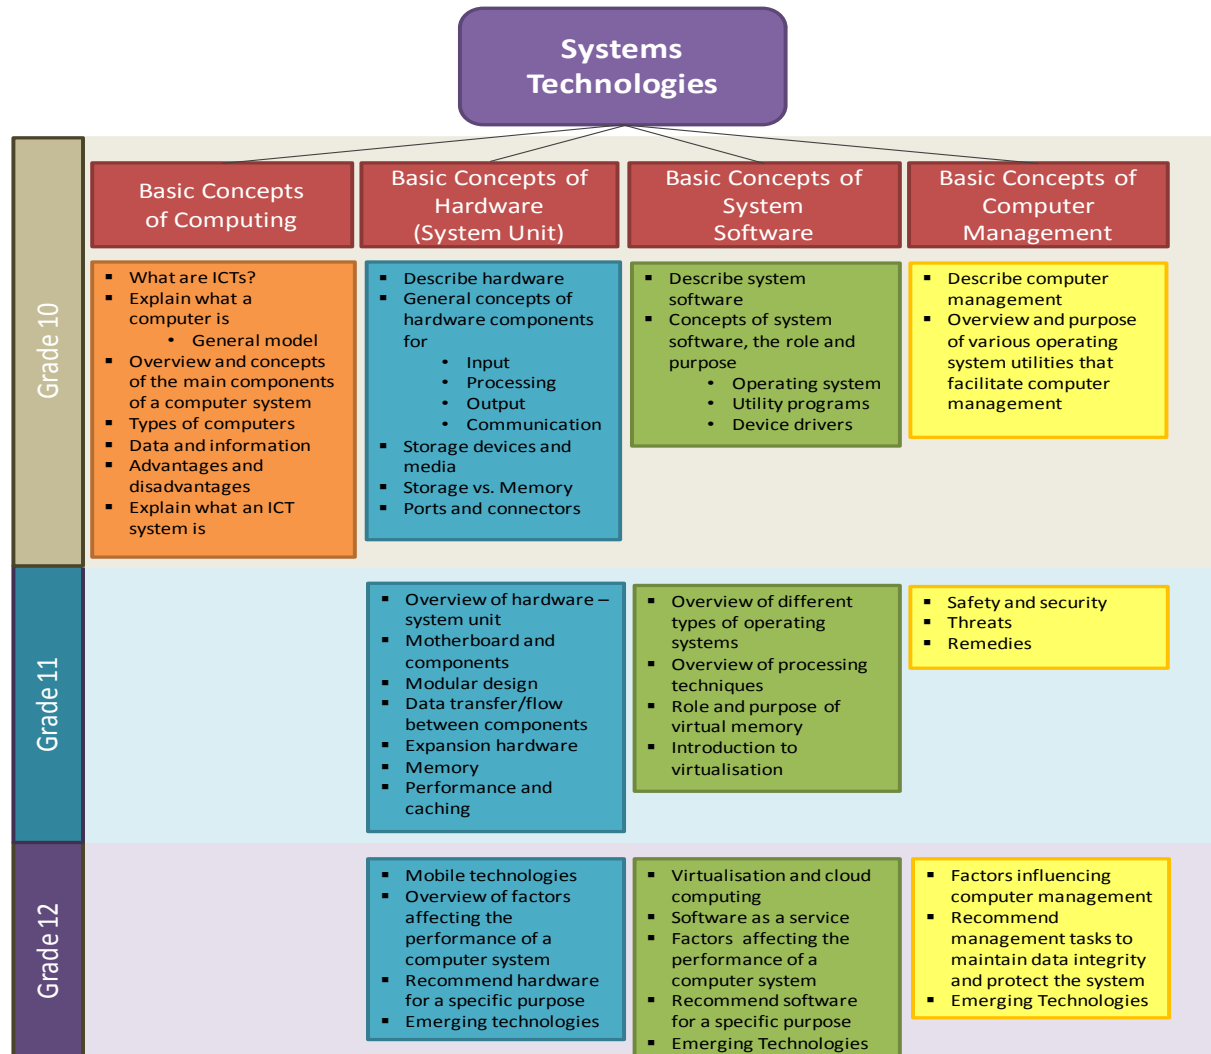 Systems
Technologies
Basic Concepts
of Computing
Basic Concepts of
Hardware
(System Unit)
Basic Concepts of
System
Software
Basic Concepts of
Computer
Management
Grade 10
▪ What are ICTs?
▪ Explain what a
computer is
• General model
▪ Overview and concepts
of the main components
of a computer system
▪ Types of computers
▪ Data and information
▪ Advantages and
disadvantages
▪ Explain what an ICT
system is
▪ Describe hardware
▪ General concepts of
hardware components
for
• Input
• Processing
• Output
• Communication
▪ Storage devices and
media
▪ Storage vs. Memory
▪ Ports and connectors
▪ Describe system
software
▪ Concepts of system
software, the role and
purpose
• Operating system
• Utility programs
• Device drivers
▪ Describe computer
management
▪ Overview and purpose
of various operating
system utilities that
facilitate computer
management
Grade 11
▪ Overview of hardware –
system unit
▪ Motherboard and
components
▪ Modular design
▪ Data transfer/flow
between components
▪ Expansion hardware
▪ Memory
▪ Performance and
caching
▪ Overview of different
types of operating
systems
▪ Overview of processing
techniques
▪ Role and purpose of
virtual memory
▪ Introduction to
virtualisation
▪ Safety and security
▪ Threats
▪ Remedies
Grade 12
▪ Mobile technologies
▪ Overview of factors
affecting the
performance of a
computer system
▪ Recommend hardware
for a specific purpose
▪ Emerging technologies
▪ Virtualisation and cloud
computing
▪ Software as a service
▪ Factors affecting the
performance of a
computer system
▪ Recommend software
for a specific purpose
▪ Emerging Technologies
▪ Factors influencing
computer management
▪ Recommend
management tasks to
maintain data integrity
and protect the system
▪ Emerging Technologies